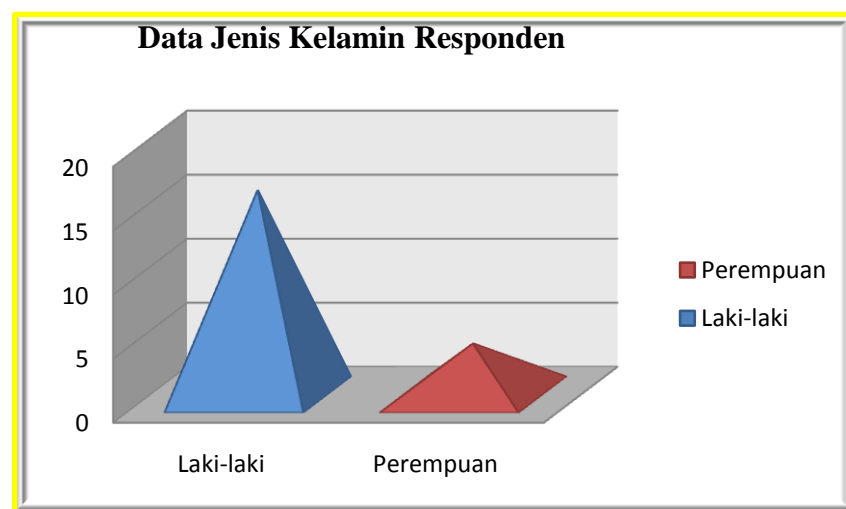 Data Jenis Kelamin Responden
20
15
10
5
0
Laki-laki
Perempuan
Perempuan
Laki-laki